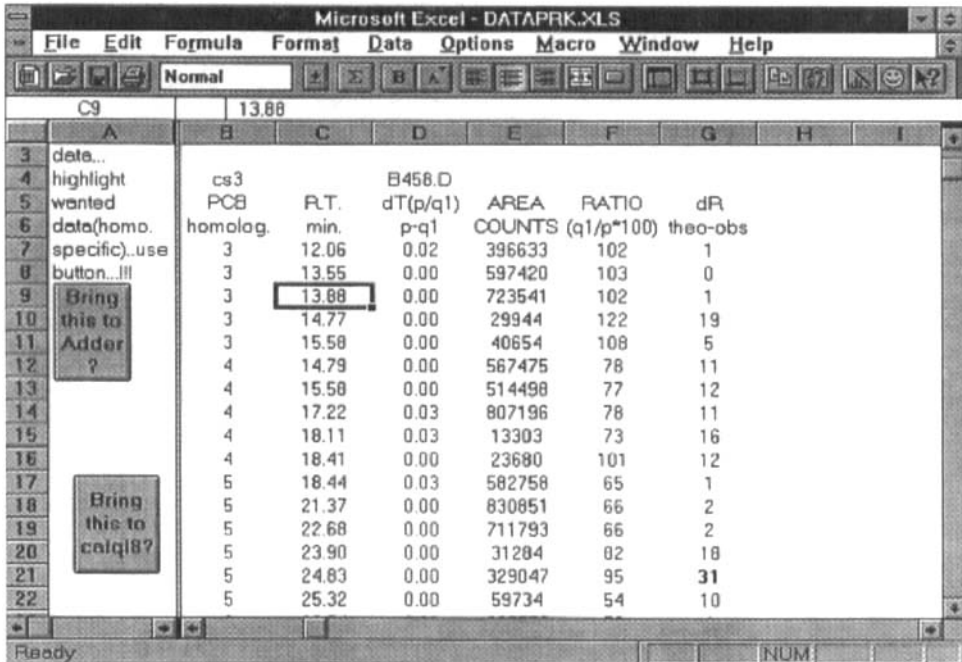 Microsoft Excel - DATAPRK.XLS
File Edit Formula Format Data Options Macro Window Help
Normal
C9 13.88
A B C D E F G H I
3 data...
4 highlight cs3 B458.D
5 wanted PCB R.T. dT(p/q1) AREA RATIO dR
6 data(homo. homolog. min. p-q1 COUNTS (q1/p*100) theo-obs
7 specific)..use 3 12.06 0.02 396633 102 1
8 button...!!! 3 13.55 0.00 597420 103 0
9 Bring 3 13.88 0.00 723541 102 1
10 this to 3 14.77 0.00 29944 122 19
11 Adder 3 15.58 0.00 40654 108 5
12 ? 4 14.79 0.00 567475 78 11
13 4 15.58 0.00 514498 77 12
14 4 17.22 0.03 807196 78 11
15 4 18.11 0.03 13303 73 16
16 4 18.41 0.00 23680 101 12
17 5 18.44 0.03 582758 65 1
18 Bring 5 21.37 0.00 830851 66 2
19 this to 5 22.68 0.00 711793 66 2
20 calql8? 5 23.90 0.00 31284 82 18
21 5 24.83 0.00 329047 95 31
22 5 25.32 0.00 59734 54 10
Ready NUM